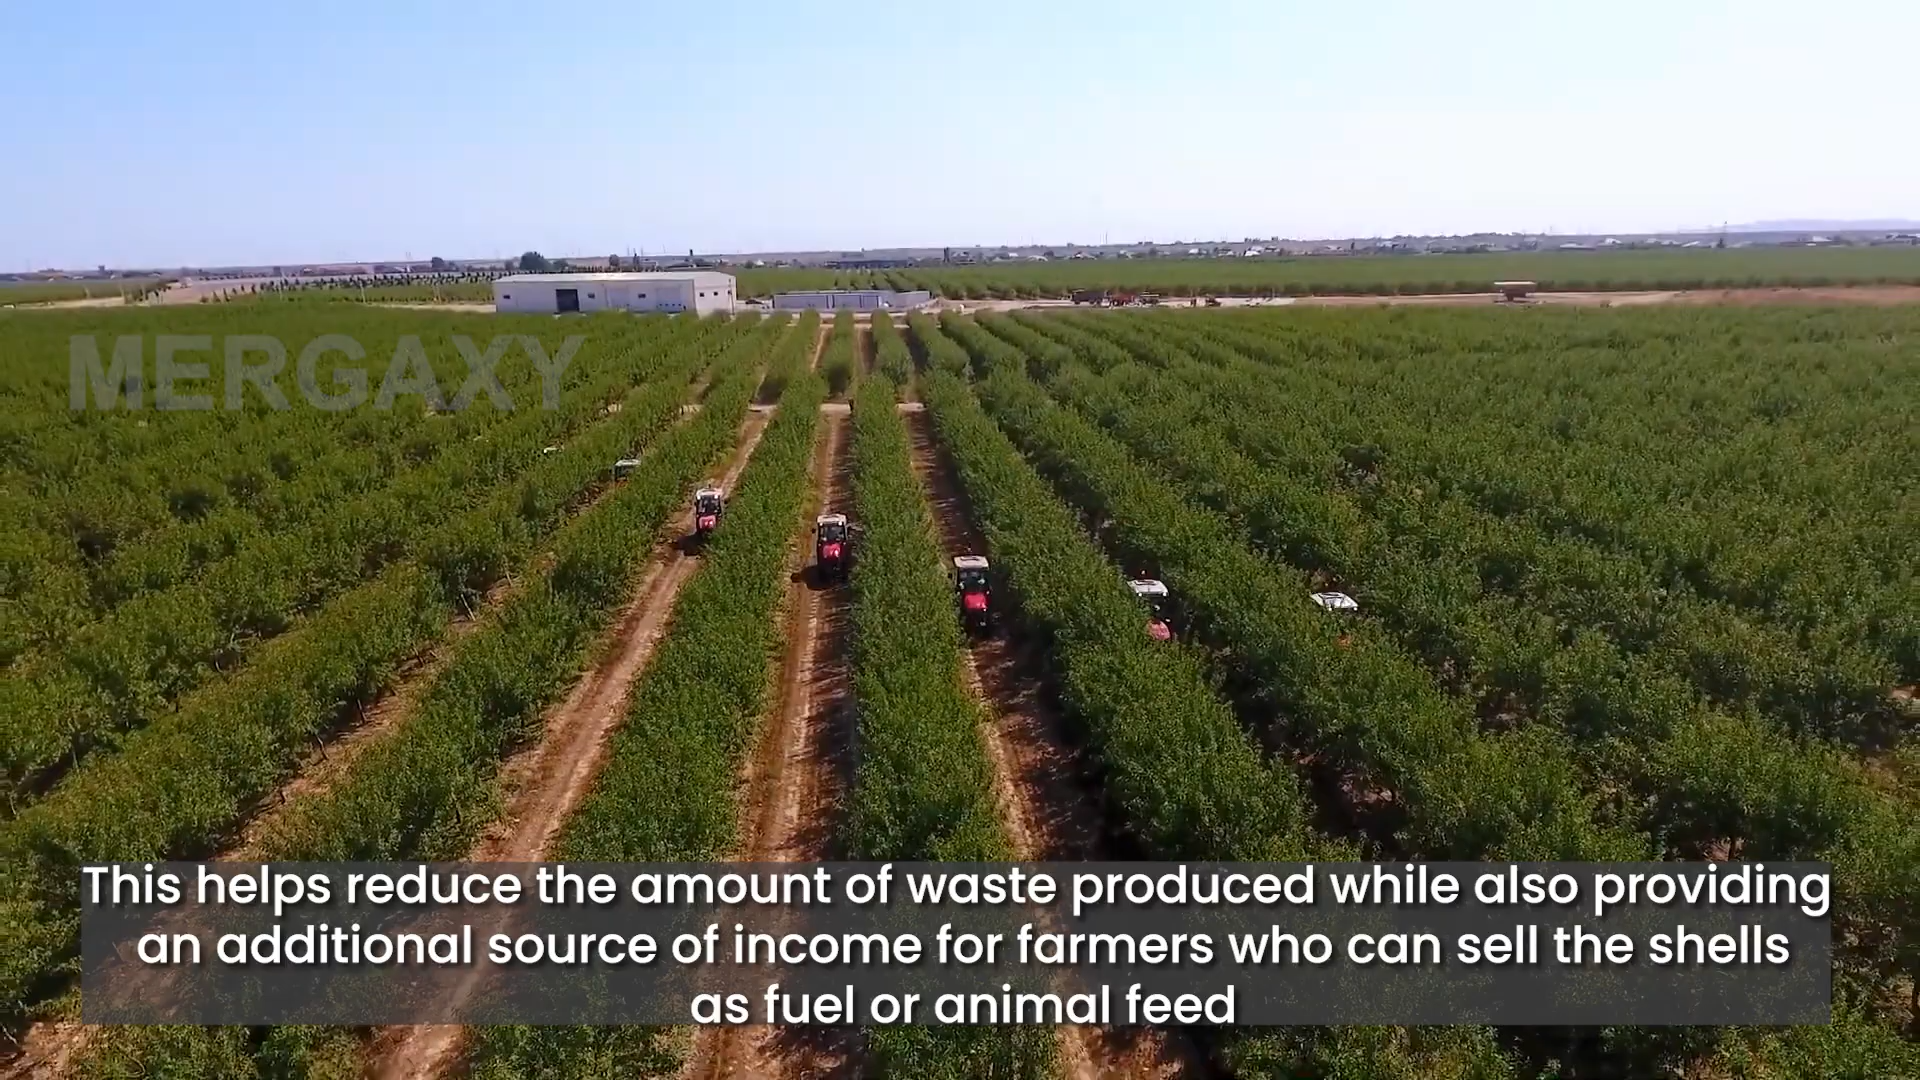 MERGAXY
This helps reduce the amount of waste produced while also providing
an additional source of income for farmers who can sell the shells
as fuel or animal feed